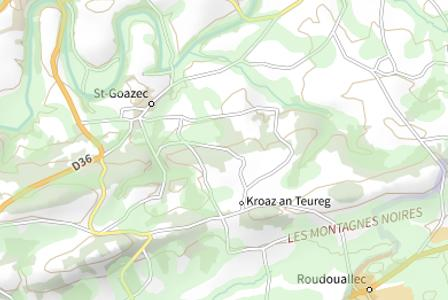 St-Goazec
D36
Kroaz an Teureg
LES MONTAGNES NOIRES
Roudouallec